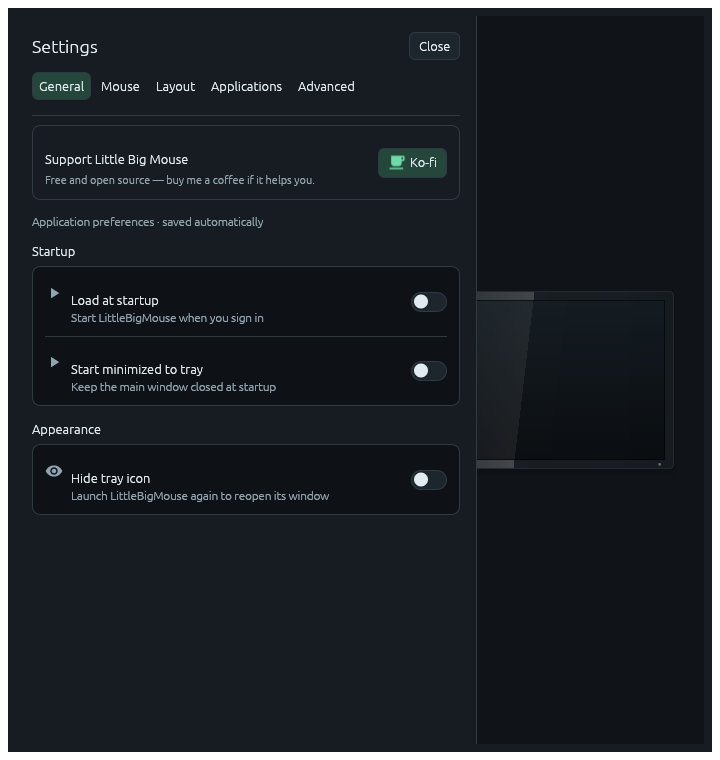 Settings
Close
General
Mouse
Layout
Applications
Advanced
Support Little Big Mouse
Free and open source — buy me a coffee if it helps you.
Ko-fi
Application preferences · saved automatically
Startup
Load at startup
Start LittleBigMouse when you sign in
Start minimized to tray
Keep the main window closed at startup
Appearance
Hide tray icon
Launch LittleBigMouse again to reopen its window